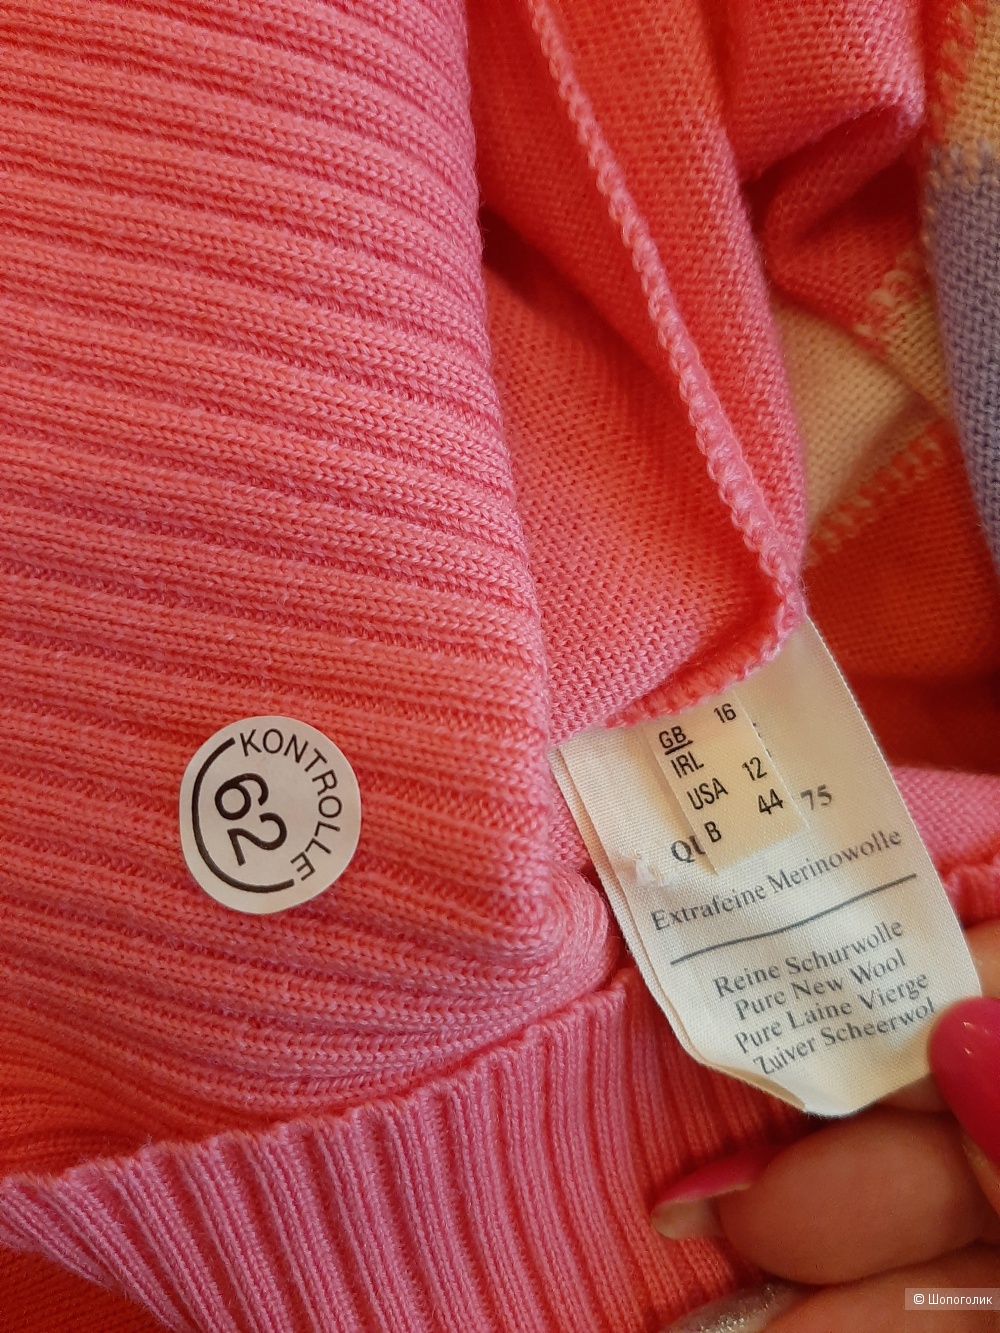 KONTROLLE
62
GB 16
IRL
USA 12
B 44
75
Extrafeine Merinowolle
Reine Schurwolle
Pure New Wool
Pure Laine Vierge
Zuiver Scheerwol
© Шопоголик